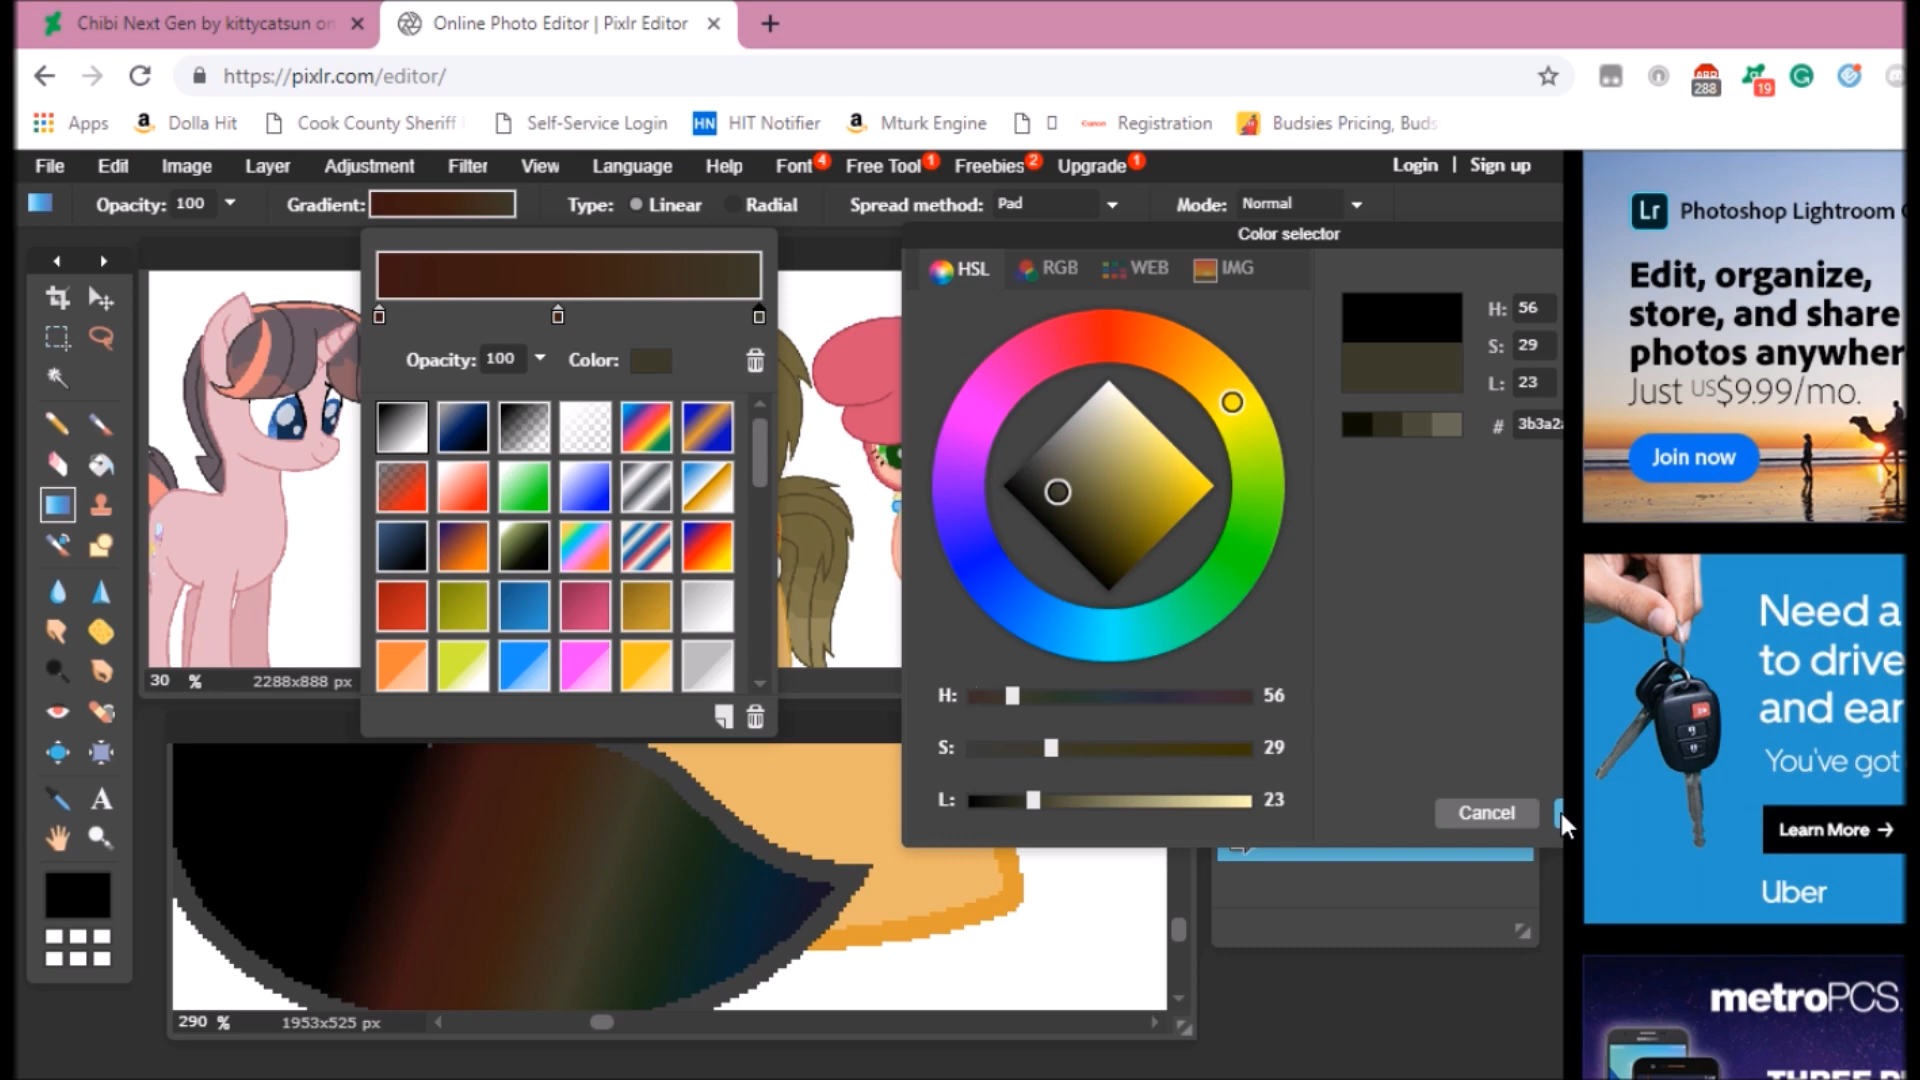 Chibi Next Gen by kittycatsun on
Online Photo Editor | Pixlr Editor
https://pixlr.com/editor/
ABP
288
19
Apps
Dolla Hit
Cook County Sheriff
Self-Service Login
HN HIT Notifier
Mturk Engine
Canon Registration
Budsies Pricing, Buds
File Edit Image Layer Adjustment Filter View Language Help Font 4 Free Tool 1 Freebies 2 Upgrade 1 Login | Sign up
Opacity: 100 Gradient: Type: Linear Radial Spread method: Pad Mode: Normal
Color selector
HSL RGB WEB IMG
H: 56
S: 29
L: 23
# 3b3a2
Opacity: 100 Color:
H: 56
S: 29
L: 23
Cancel
30 % 2288x888 px
A
290 % 1953x525 px
Lr Photoshop Lightroom
Edit, organize,
store, and share
photos anywher
Just US$9.99/mo.
Join now
Need a
to drive
and ear
You've got
Learn More →
Uber
metroPCS.